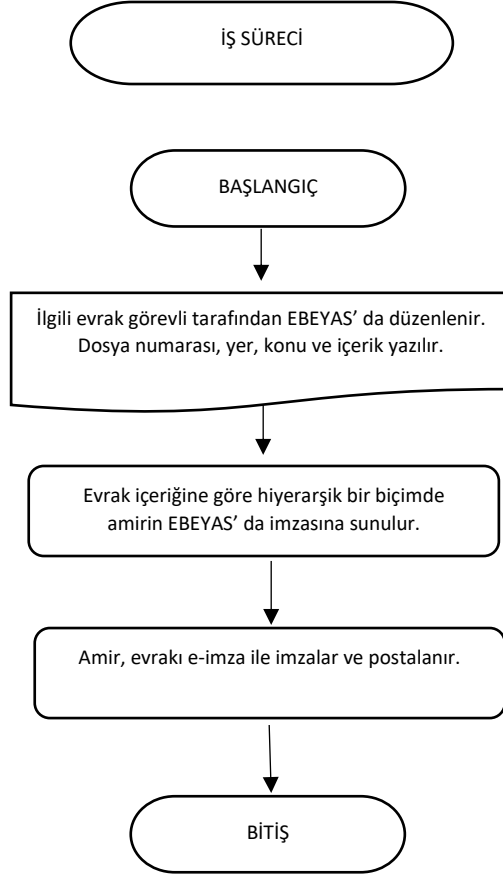 İŞ SÜRECİ
BAŞLANGIÇ
İlgili evrak görevli tarafından EBEYAS’ da düzenlenir.
Dosya numarası, yer, konu ve içerik yazılır.
Evrak içeriğine göre hiyerarşik bir biçimde
amirin EBEYAS’ da imzasına sunulur.
Amir, evrakı e-imza ile imzalar ve postalanır.
BİTİŞ